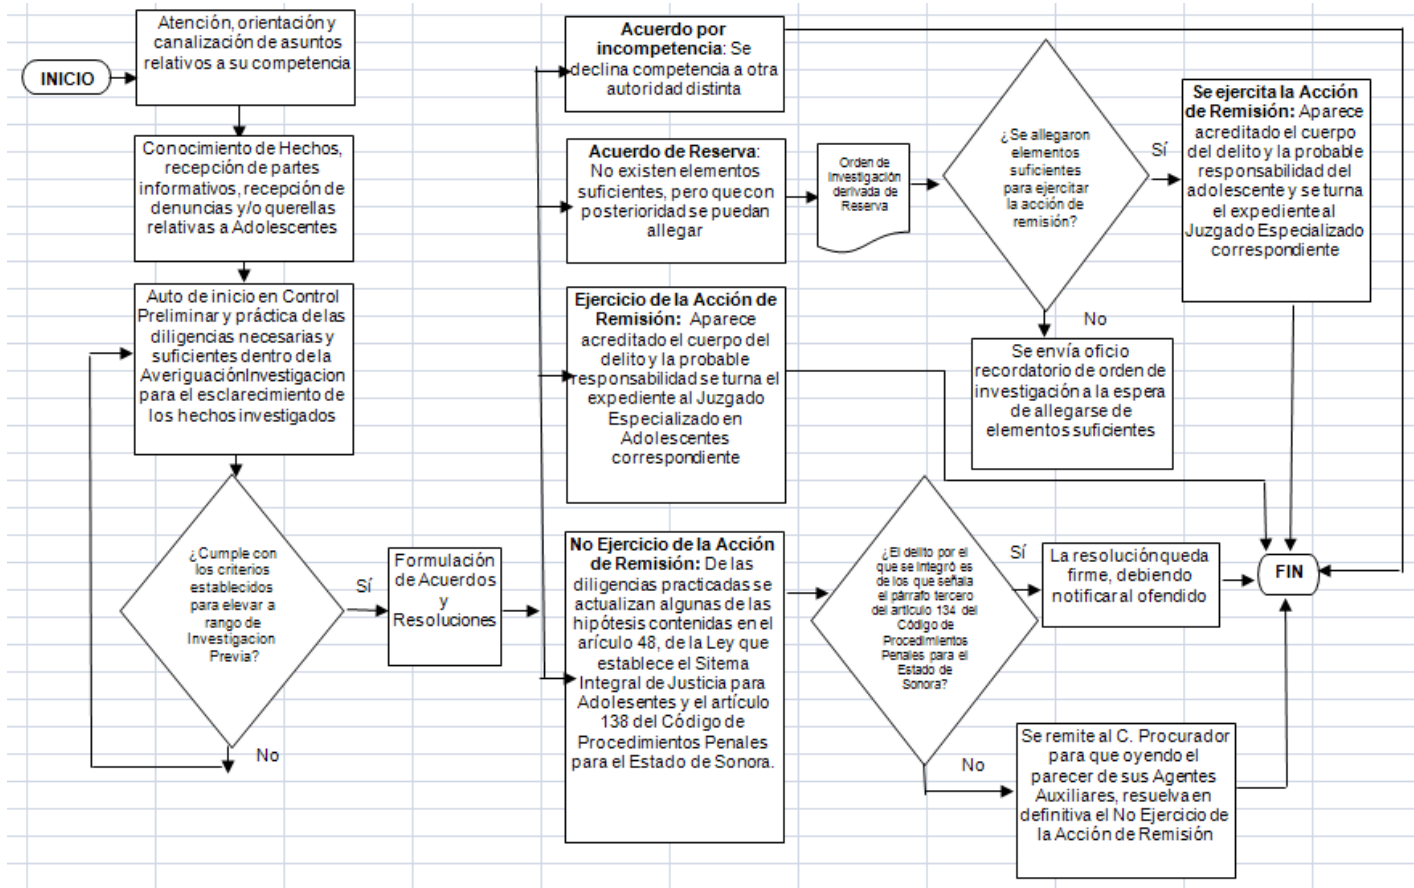 INICIO
Atención, orientación y
canalización de asuntos
relativos a su competencia
Conocimiento de Hechos,
recepción de partes
informativos, recepción de
denuncias y/o querellas
relativas a Adolescentes
Auto de inicio en Control
Preliminar y práctica de las
diligencias necesarias y
suficientes dentro de la
AveriguaciónInvestigacion
para el esclarecimiento de
los hechos investigados
¿Cumple con
los criterios
establecidos
para elevar a
rango de
Investigacion
Previa?
Sí
No
Formulación
de Acuerdos
y
Resoluciones
Acuerdo por
incompetencia: Se
declina competencia a otra
autoridad distinta
Acuerdo de Reserva:
No existen elementos
suficientes, pero que con
posterioridad se puedan
allegar
Orden de
Investigación
derivada de
Reserva
¿Se allegaron
elementos
suficientes
para ejercitar
la acción de
remisión?
Sí
No
Se ejercita la Acción
de Remisión: Aparece
acreditado el cuerpo
del delito y la probable
responsabilidad del
adolescente y se turna
el expediente al
Juzgado Especializado
correspondiente
Se envía oficio
recordatorio de orden de
investigación a la espera
de allegarse de
elementos suficientes
Ejercicio de la Acción de
Remisión: Aparece
acreditado el cuerpo del
delito y la probable
responsabilidad se turna el
expediente al Juzgado
Especializado en
Adolescentes
correspondiente
No Ejercicio de la Acción
de Remisión: De las
diligencias practicadas se
actualizan algunas de las
hipótesis contenidas en el
arículo 48, de la Ley que
establece el Sitema
Integral de Justicia para
Adolesentes y el artículo
138 del Código de
Procedimientos Penales
para el Estado de Sonora.
¿El delito por el
que se integró es
de los que señala
el párrafo tercero
del artículo 134 del
Código de
Procedimientos
Penales para el
Estado de
Sonora?
Sí
No
La resolución queda
firme, debiendo
notificar al ofendido
FIN
Se remite al C. Procurador
para que oyendo el
parecer de sus Agentes
Auxiliares, resuelva en
definitiva el No Ejercicio de
la Acción de Remisión